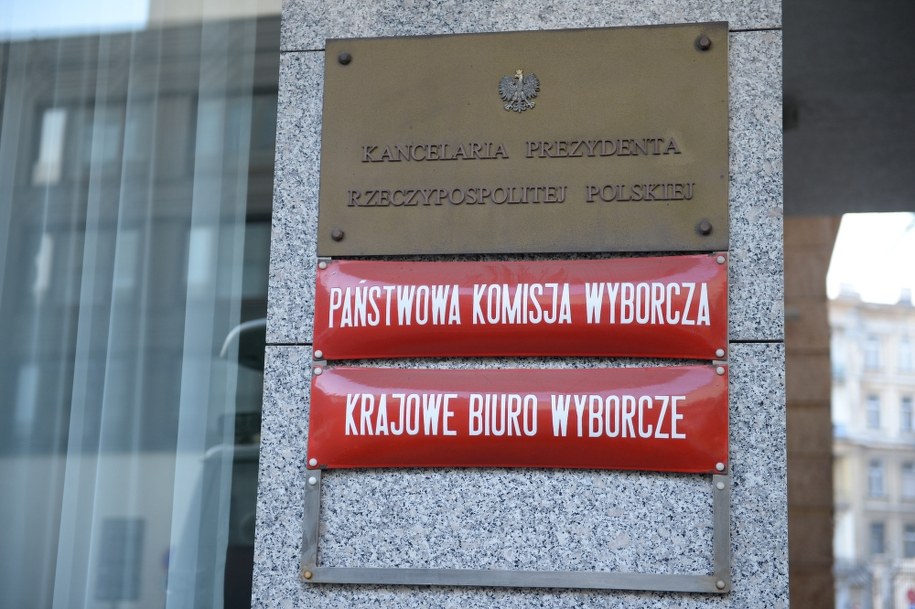 KANCELARIA PREZYDENTA
RZECZYPOSPOLITEJ POLSKIEJ
PAŃSTWOWA KOMISJA WYBORCZA
KRAJOWE BIURO WYBORCZE